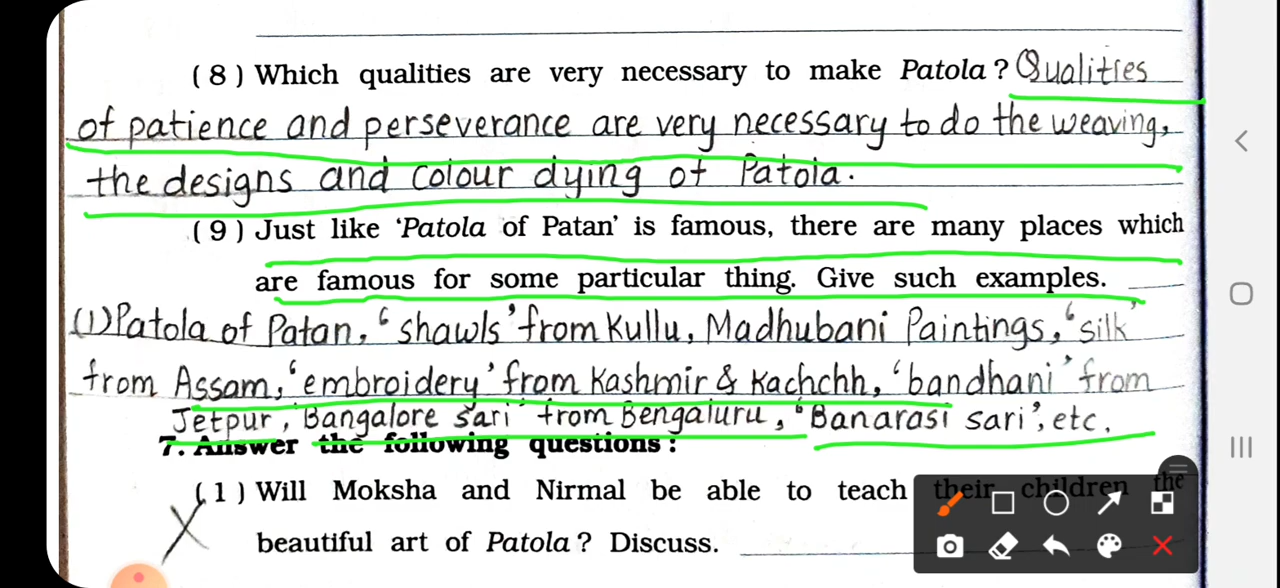 (8) Which qualities are very necessary to make Patola? Qualities
of patience and perseverance are very necessary to do the weaving,
the designs and colour dying of Patola.
(9) Just like ‘Patola of Patan’ is famous, there are many places which
are famous for some particular thing. Give such examples.
(1) Patola of Patan, ‘shawls’ from Kullu, Madhubani Paintings, ‘silk’
from Assam, ‘embroidery’ from Kashmir & Kachchh, ‘bandhani’ from
Jetpur, ‘Bangalore sari’ from Bengaluru, ‘Banarasi sari’, etc.
7. Answer the following questions :
(1) Will Moksha and Nirmal be able to teach their children the
beautiful art of Patola? Discuss.